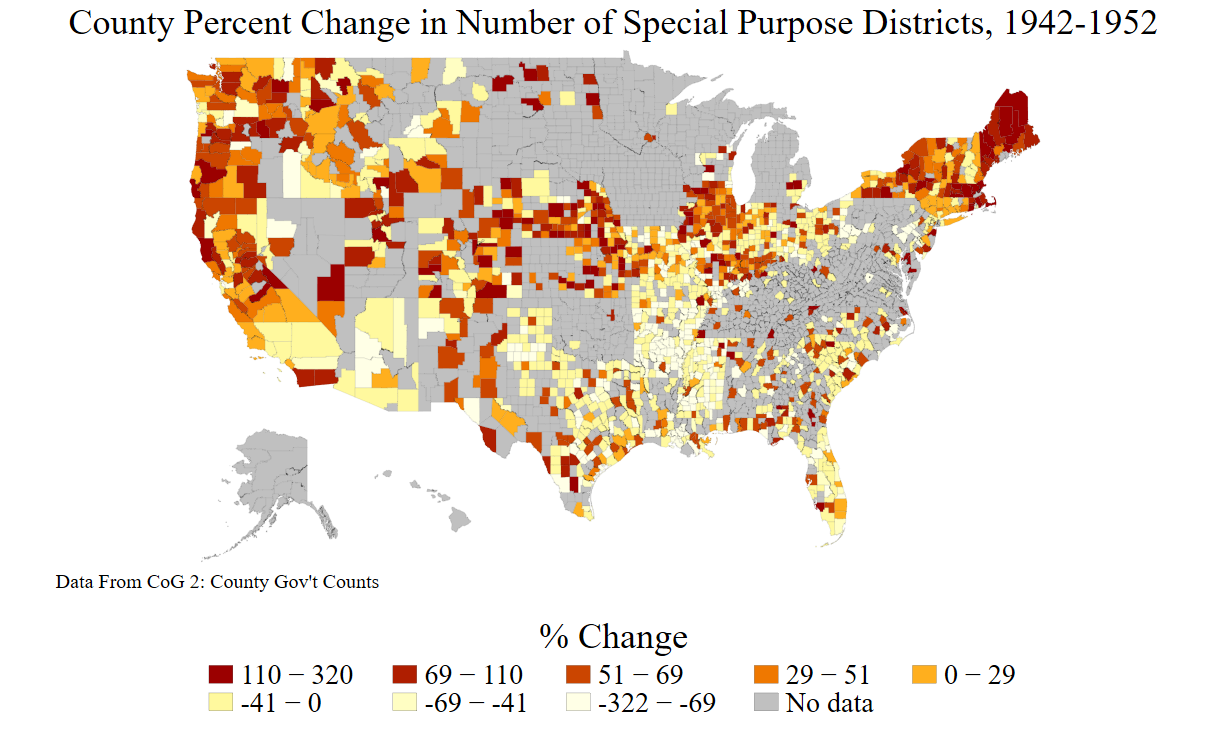 County Percent Change in Number of Special Purpose Districts, 1942-1952
Data From CoG 2: County Gov't Counts
% Change
110 − 320 69 − 110 51 − 69 29 − 51 0 − 29
-41 − 0 -69 − -41 -322 − -69 No data